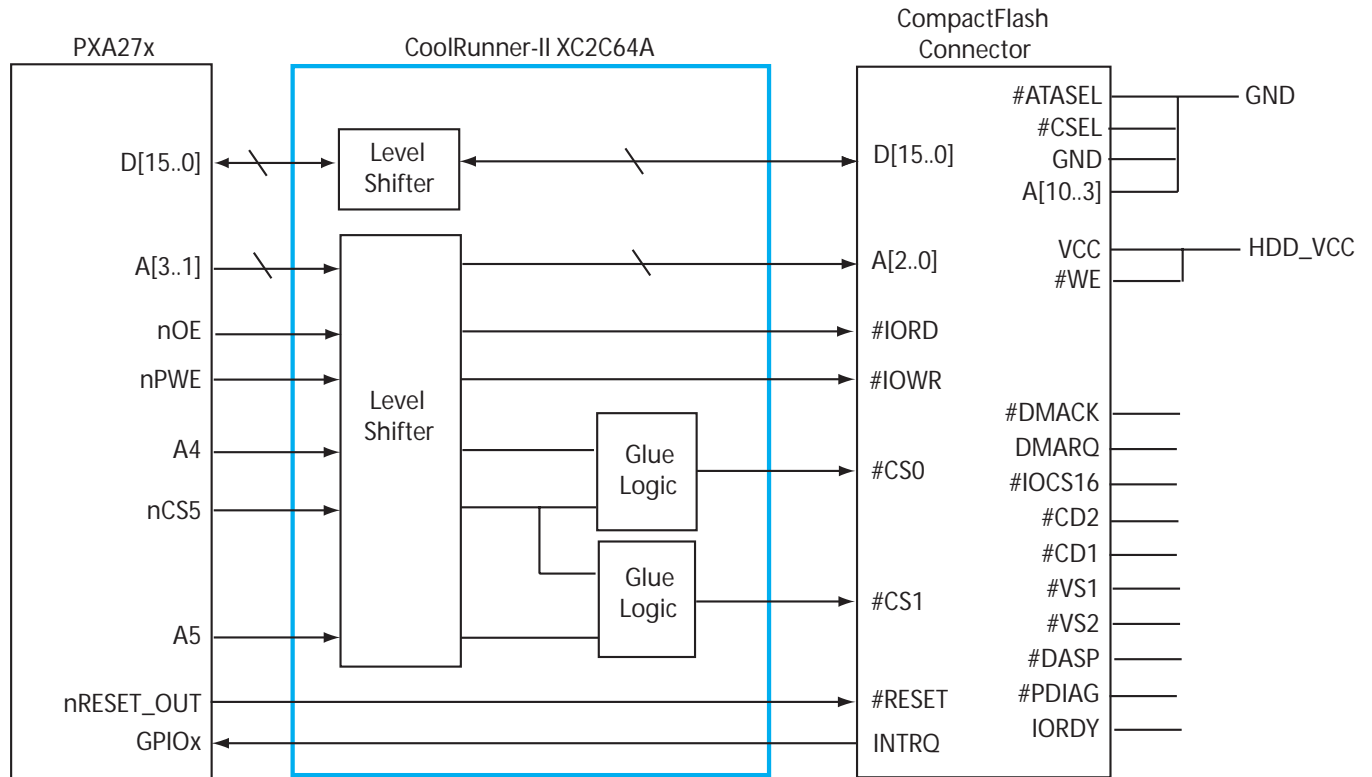 PXA27x
CoolRunner-II XC2C64A
CompactFlash
Connector
D[15..0]
A[3..1]
nOE
nPWE
A4
nCS5
A5
nRESET_OUT
GPIOx
Level
Shifter
Level
Shifter
Glue
Logic
Glue
Logic
D[15..0]
A[2..0]
#IORD
#IOWR
#CS0
#CS1
#RESET
INTRQ
#ATASEL
#CSEL
GND
A[10..3]
VCC
#WE
#DMACK
DMARQ
#IOCS16
#CD2
#CD1
#VS1
#VS2
#DASP
#PDIAG
IORDY
GND
HDD_VCC